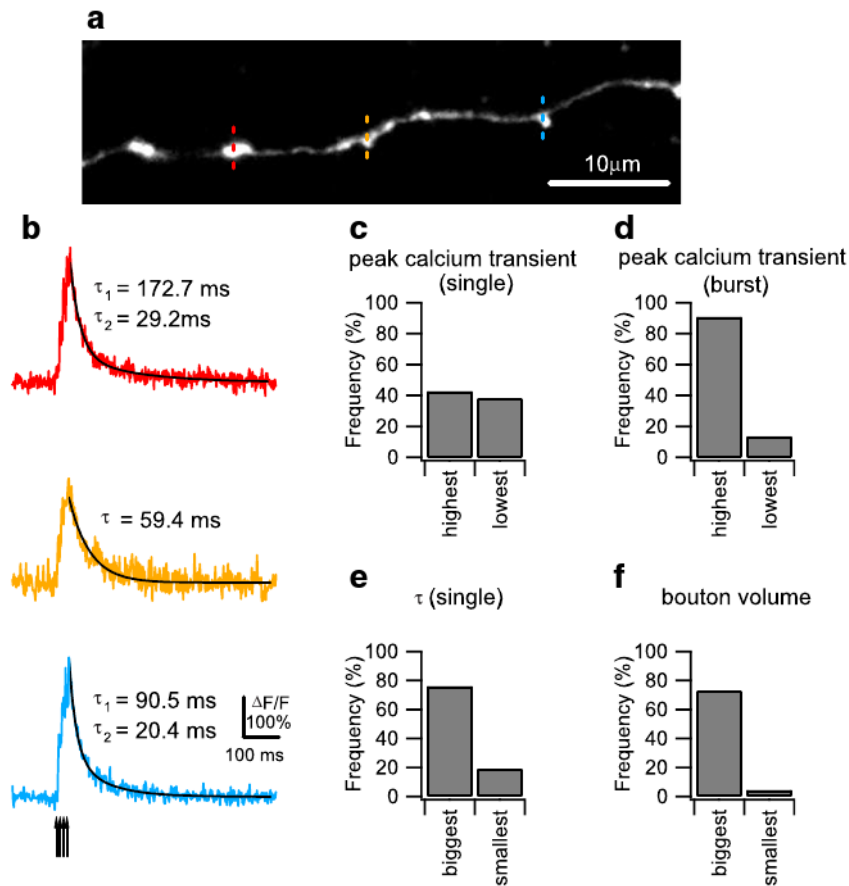 a
10μm
b
τ1 = 172.7 ms
τ2 = 29.2ms
τ = 59.4 ms
τ1 = 90.5 ms
τ2 = 20.4 ms
ΔF/F
100%
100 ms
c
peak calcium transient
(single)
Frequency (%)
100
80
60
40
20
0
highest
lowest
d
peak calcium transient
(burst)
Frequency (%)
100
80
60
40
20
0
highest
lowest
e
τ (single)
Frequency (%)
100
80
60
40
20
0
biggest
smallest
f
bouton volume
Frequency (%)
100
80
60
40
20
0
biggest
smallest